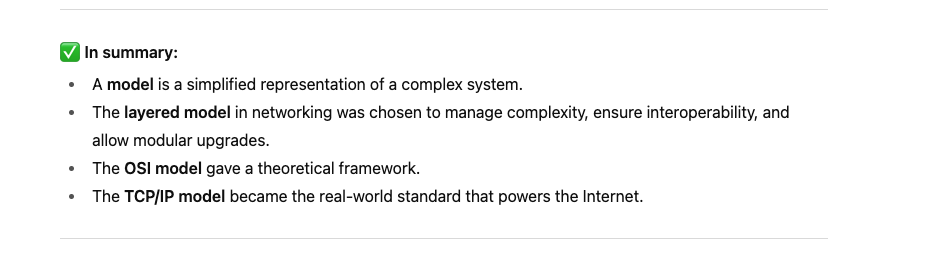 ✅ In summary:
• A model is a simplified representation of a complex system.
• The layered model in networking was chosen to manage complexity, ensure interoperability, and
allow modular upgrades.
• The OSI model gave a theoretical framework.
• The TCP/IP model became the real-world standard that powers the Internet.